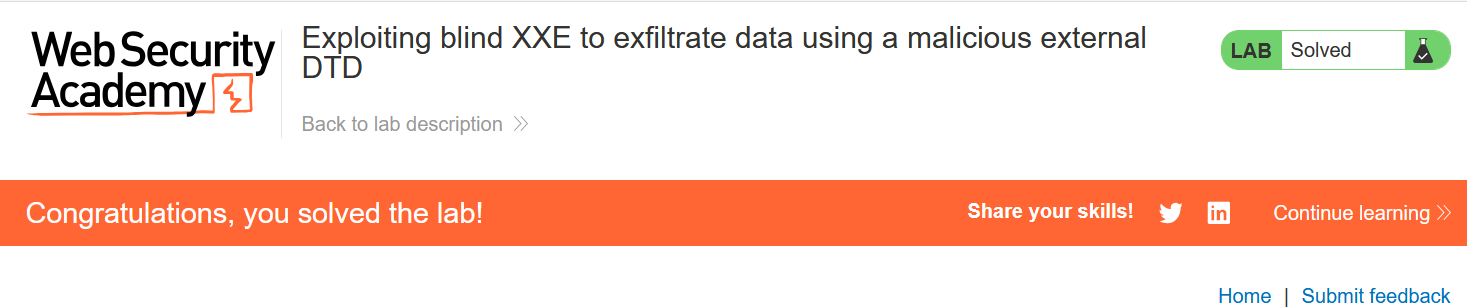 Web Security
Academy
Exploiting blind XXE to exfiltrate data using a malicious external
DTD
Back to lab description
LAB Solved
Congratulations, you solved the lab!
Share your skills!
Continue learning
Home | Submit feedback